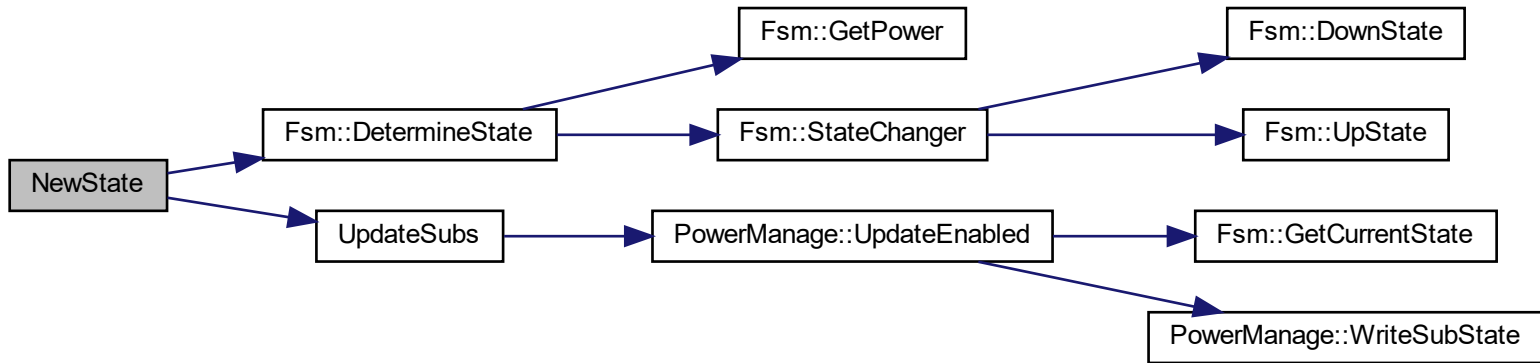 NewState
Fsm::DetermineState
Fsm::GetPower
Fsm::StateChanger
Fsm::DownState
Fsm::UpState
UpdateSubs
PowerManage::UpdateEnabled
Fsm::GetCurrentState
PowerManage::WriteSubState